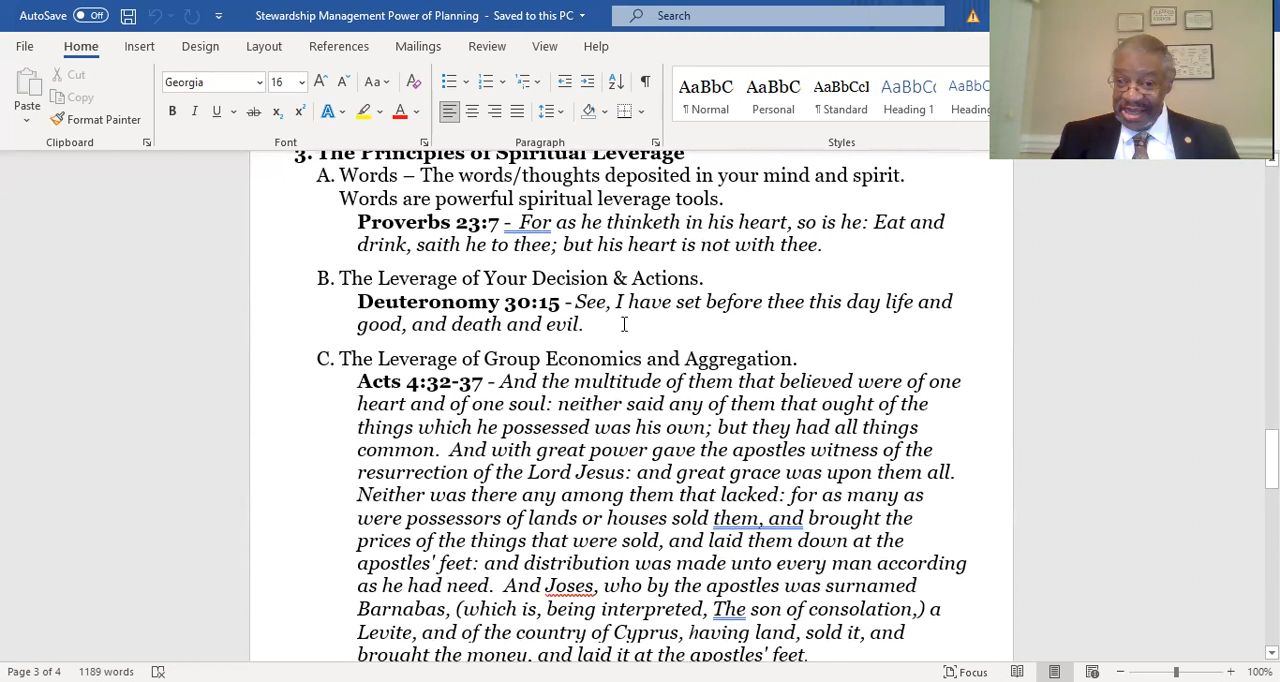 AutoSave Off Stewardship Management Power of Planning - Saved to this PC Search
File Home Insert Design Layout References Mailings Review View Help
Paste Cut Copy Format Painter
Georgia 16 Aa
AaBbC AaBbC AaBbCcI AaBbCc AaBbC
¶ Normal Personal ¶ Standard Heading 1 Heading
Clipboard Font Paragraph Styles
3. The Principles of Spiritual Leverage
A. Words – The words/thoughts deposited in your mind and spirit.
Words are powerful spiritual leverage tools.
Proverbs 23:7 - For as he thinketh in his heart, so is he: Eat and
drink, saith he to thee; but his heart is not with thee.
B. The Leverage of Your Decision & Actions.
Deuteronomy 30:15 - See, I have set before thee this day life and
good, and death and evil.
C. The Leverage of Group Economics and Aggregation.
Acts 4:32-37 - And the multitude of them that believed were of one
heart and of one soul: neither said any of them that ought of the
things which he possessed was his own; but they had all things
common. And with great power gave the apostles witness of the
resurrection of the Lord Jesus: and great grace was upon them all.
Neither was there any among them that lacked: for as many as
were possessors of lands or houses sold them, and brought the
prices of the things that were sold, and laid them down at the
apostles' feet: and distribution was made unto every man according
as he had need. And Joses, who by the apostles was surnamed
Barnabas, (which is, being interpreted, The son of consolation,) a
Levite, and of the country of Cyprus, having land, sold it, and
brought the money, and laid it at the apostles' feet.
Page 3 of 4 1189 words Focus 100%